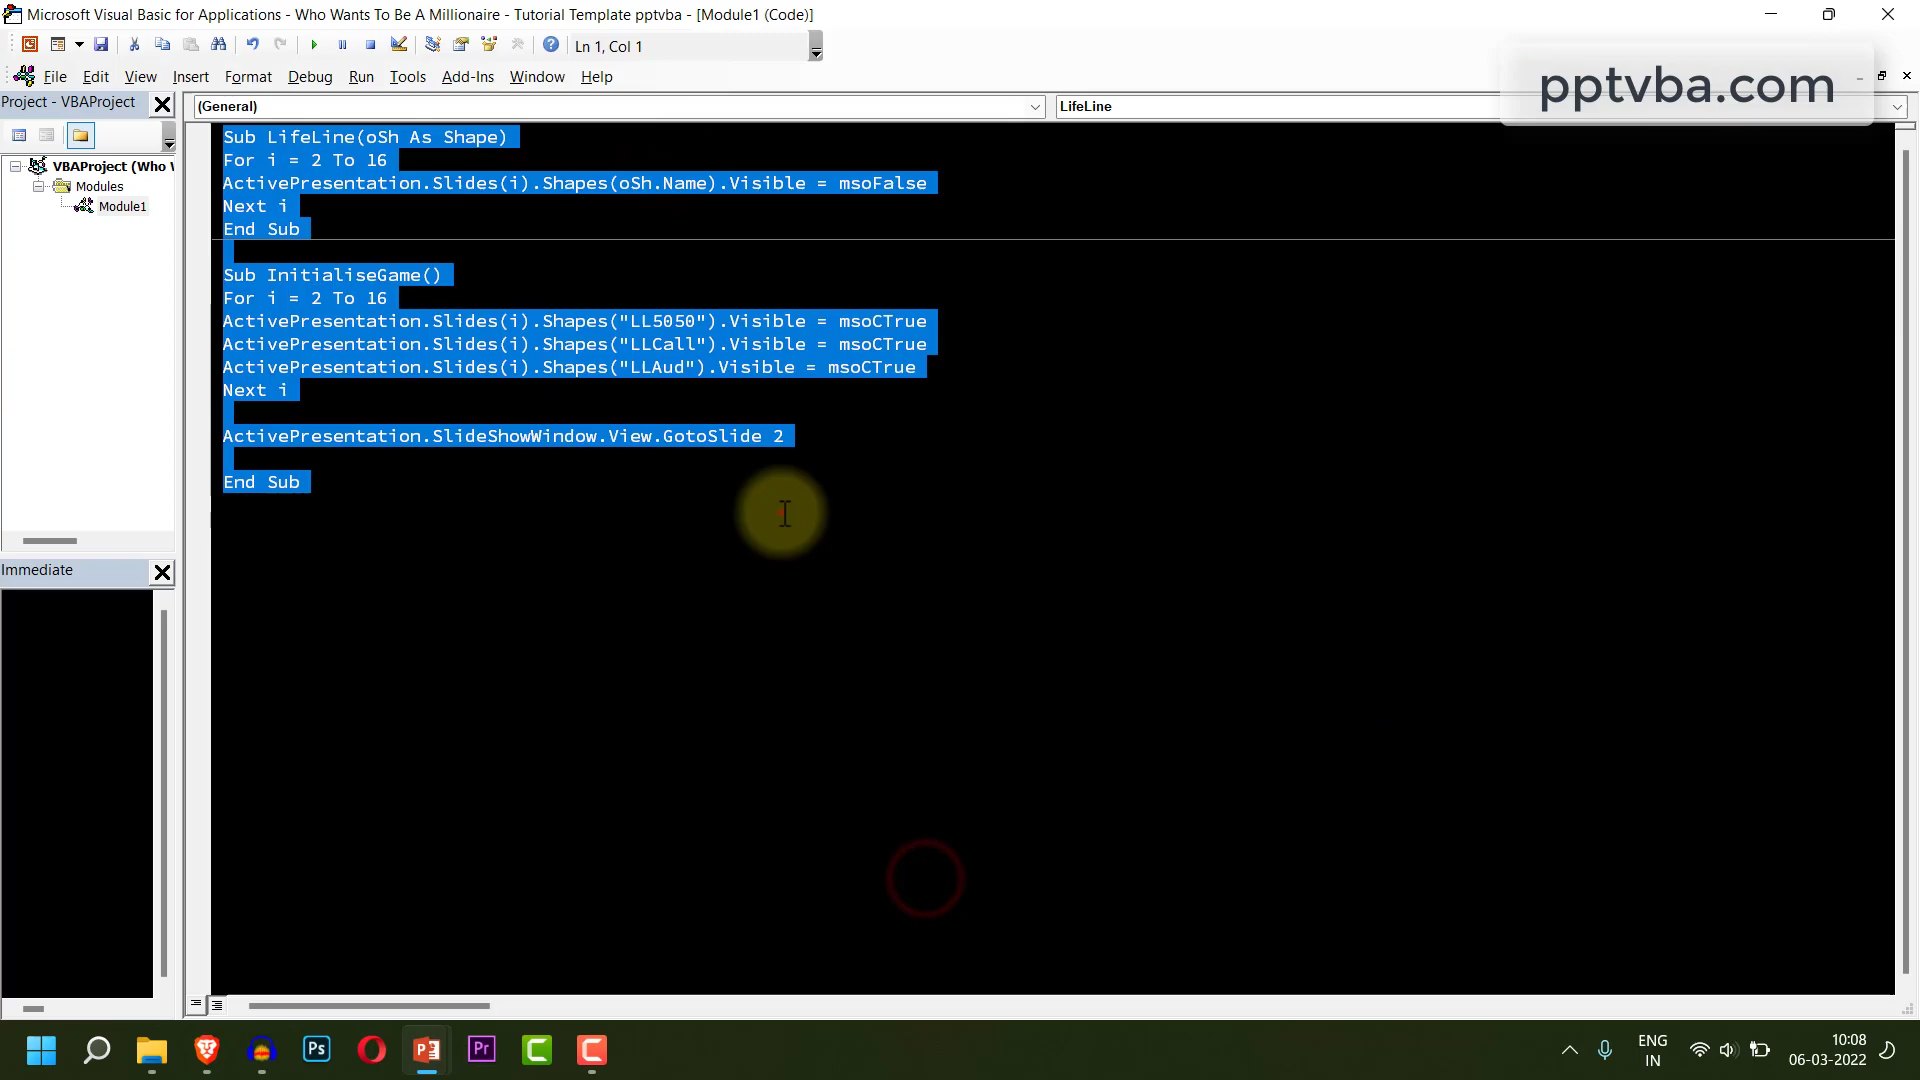 Microsoft Visual Basic for Applications - Who Wants To Be A Millionaire - Tutorial Template pptvba - [Module1 (Code)]
Ln 1, Col 1
File Edit View Insert Format Debug Run Tools Add-Ins Window Help
pptvba.com
Project - VBAProject
(General)
LifeLine
VBAProject (Who
Modules
Module1
Sub LifeLine(oSh As Shape)
For i = 2 To 16
ActivePresentation.Slides(i).Shapes(oSh.Name).Visible = msoFalse
Next i
End Sub
Sub InitialiseGame()
For i = 2 To 16
ActivePresentation.Slides(i).Shapes("LL5050").Visible = msoCTrue
ActivePresentation.Slides(i).Shapes("LLCall").Visible = msoCTrue
ActivePresentation.Slides(i).Shapes("LLAud").Visible = msoCTrue
Next i
ActivePresentation.SlideShowWindow.View.GotoSlide 2
End Sub
Immediate
Ps
Pr
ENG
IN
10:08
06-03-2022